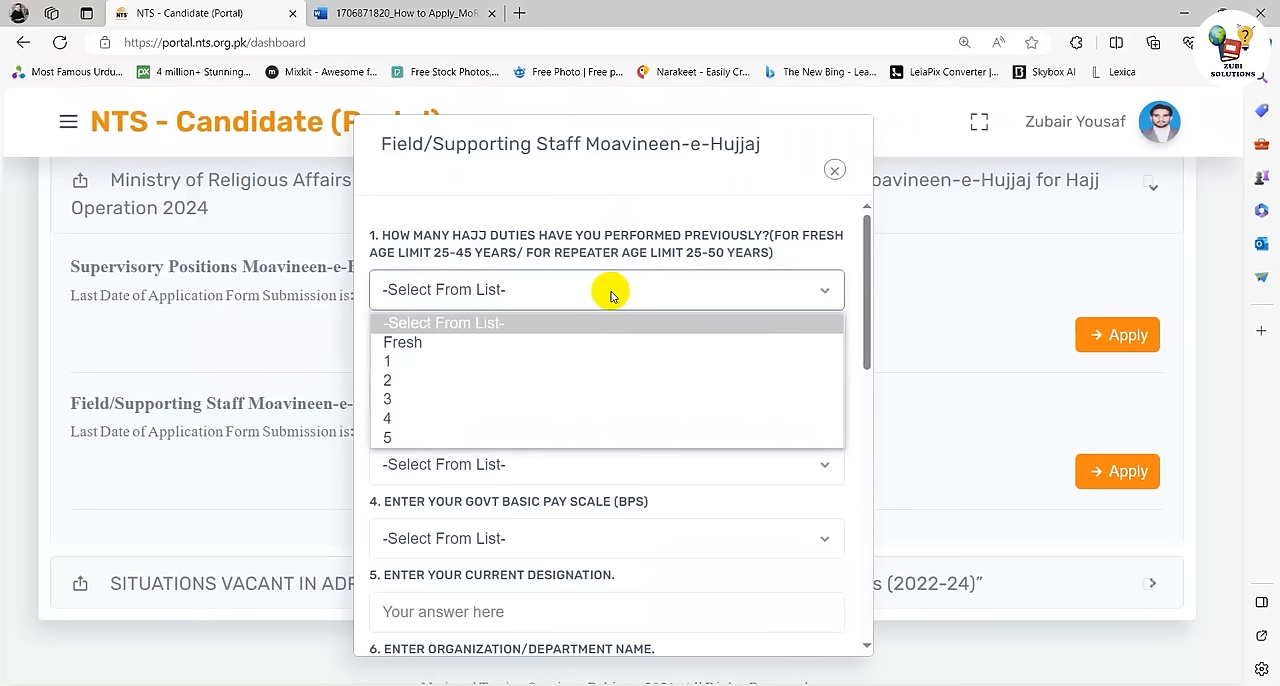 NTS - Candidate (Portal)
1706871820_How to Apply_MoR
https://portal.nts.org.pk/dashboard
Most Famous Urdu...
4 million+ Stunning...
Mixkit - Awesome f...
Free Stock Photos,...
Free Photo | Free p...
Narakeet - Easily Cr...
The New Bing - Lea...
LeiaPix Converter |...
Skybox AI
Lexica
ZUBI
SOLUTIONS
NTS - Candidate (Portal)
Zubair Yousaf
Field/Supporting Staff Moavineen-e-Hujjaj
Ministry of Religious Affairs
oavineen-e-Hujjaj for Hajj
Operation 2024
1. HOW MANY HAJJ DUTIES HAVE YOU PERFORMED PREVIOUSLY?(FOR FRESH
AGE LIMIT 25-45 YEARS/ FOR REPEATER AGE LIMIT 25-50 YEARS)
Supervisory Positions Moavineen-e-
Last Date of Application Form Submission is:
-Select From List-
-Select From List-
Fresh
1
2
3
4
5
Apply
Field/Supporting Staff Moavineen-e-
Last Date of Application Form Submission is:
-Select From List-
Apply
4. ENTER YOUR GOVT BASIC PAY SCALE (BPS)
-Select From List-
5. ENTER YOUR CURRENT DESIGNATION.
SITUATIONS VACANT IN
s (2022-24)”
Your answer here
6. ENTER ORGANIZATION/DEPARTMENT NAME.